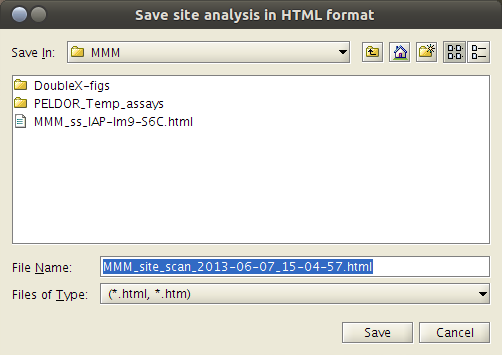 Save site analysis in HTML format
Save In: MMM
DoubleX-figs
PELDOR_Temp_assays
MMM_ss_IAP-Im9-S6C.html
File Name: MMM_site_scan_2013-06-07_15-04-57.html
Files of Type: (*.html, *.htm)
Save Cancel